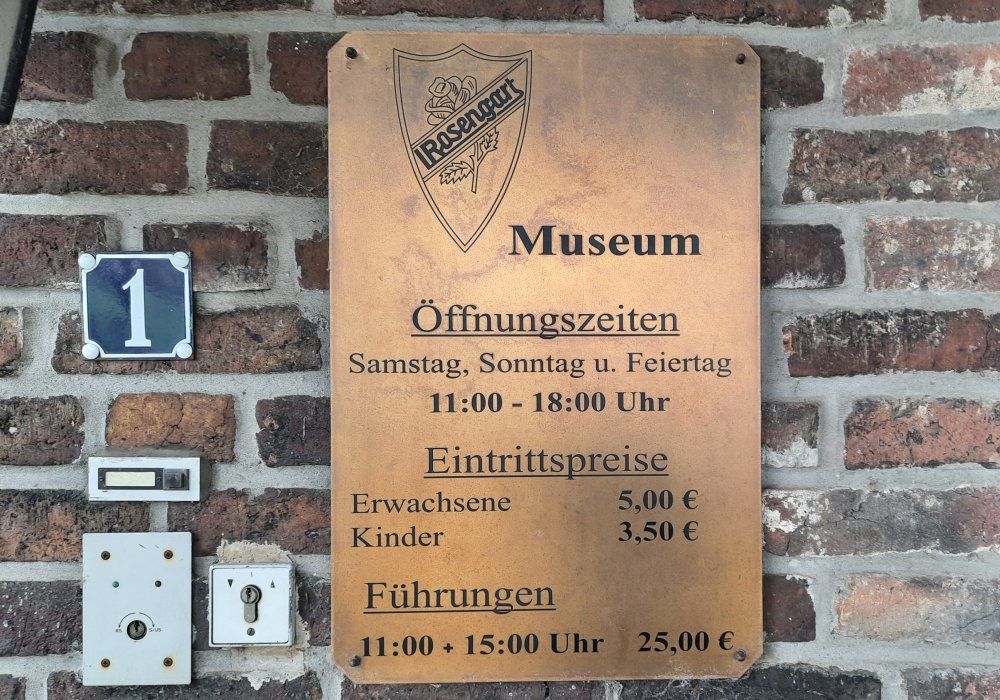 lRosengart
Museum
1
Öffnungszeiten
Samstag, Sonntag u. Feiertag
11:00 - 18:00 Uhr
Eintrittspreise
Erwachsene 5,00 €
Kinder 3,50 €
Führungen
11:00 + 15:00 Uhr 25,00 €